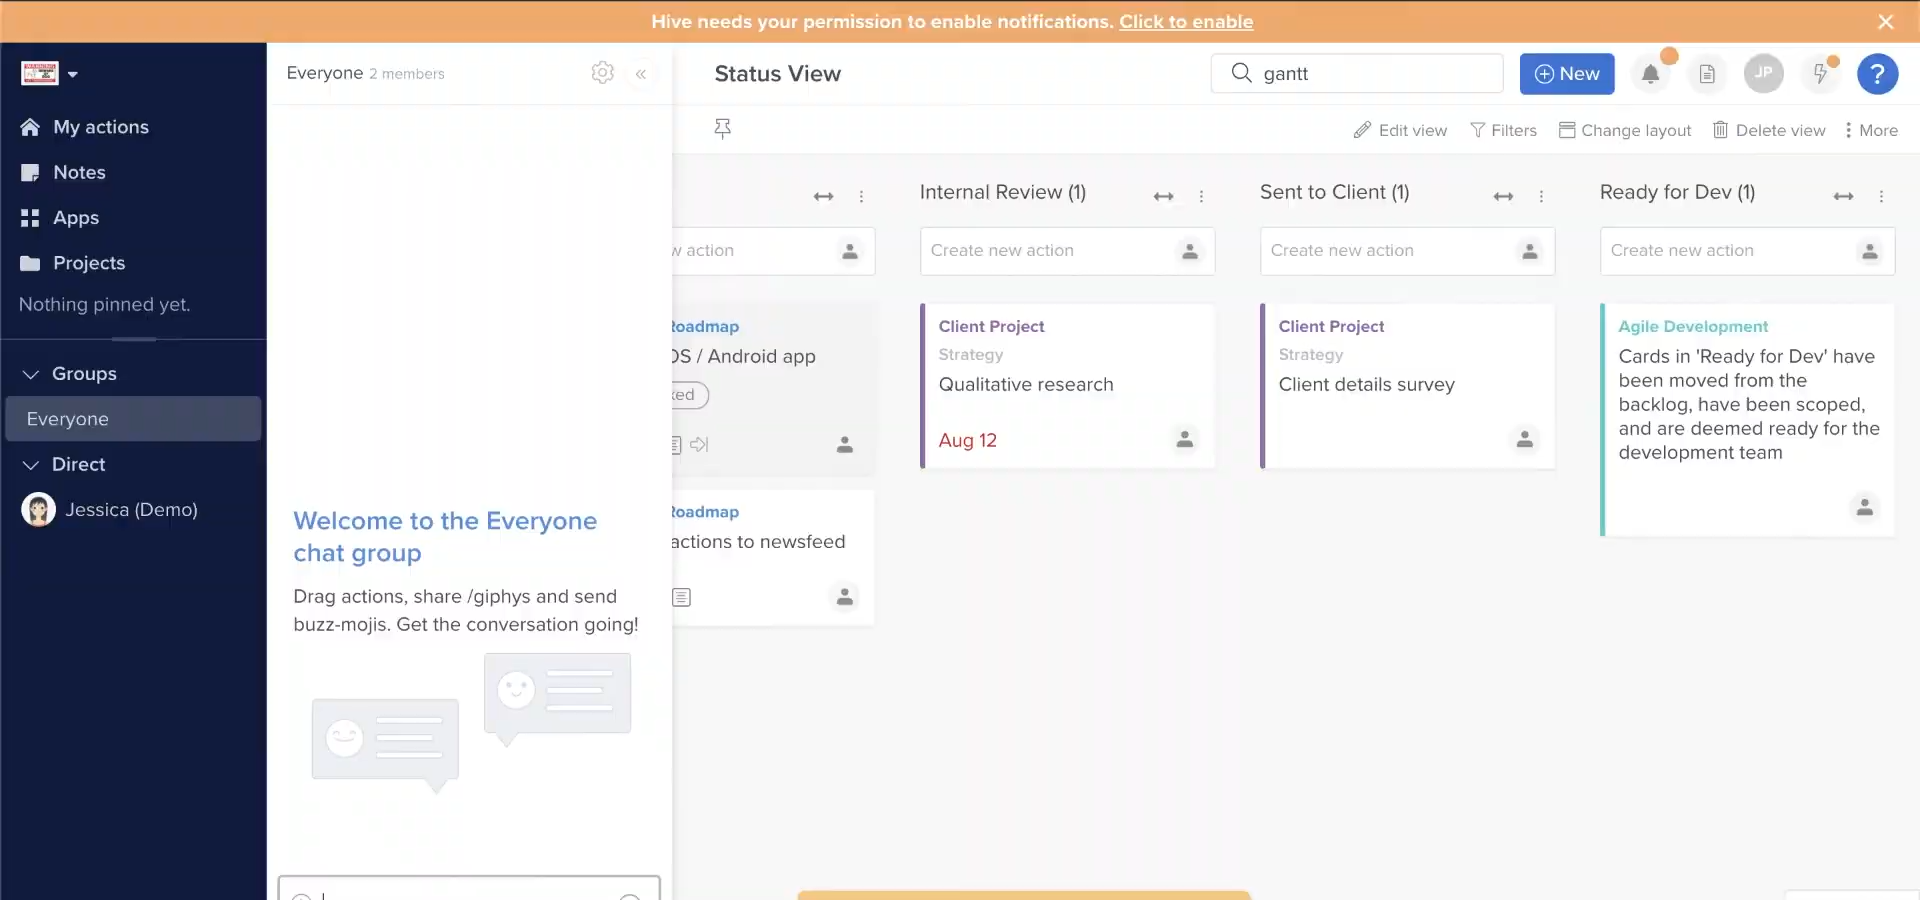 Hive needs your permission to enable notifications. Click to enable
My actions
Notes
Apps
Projects
Nothing pinned yet.
Groups
Everyone
Direct
Jessica (Demo)
Everyone 2 members
Welcome to the Everyone
chat group
Drag actions, share /giphys and send
buzz-mojis. Get the conversation going!
Status View
gantt
New
JP
?
Edit view
Filters
Change layout
Delete view
More
w action
Roadmap
OS / Android app
ked
Roadmap
actions to newsfeed
Internal Review (1)
Create new action
Client Project
Strategy
Qualitative research
Aug 12
Sent to Client (1)
Create new action
Client Project
Strategy
Client details survey
Ready for Dev (1)
Create new action
Agile Development
Cards in 'Ready for Dev' have
been moved from the
backlog, have been scoped,
and are deemed ready for the
development team